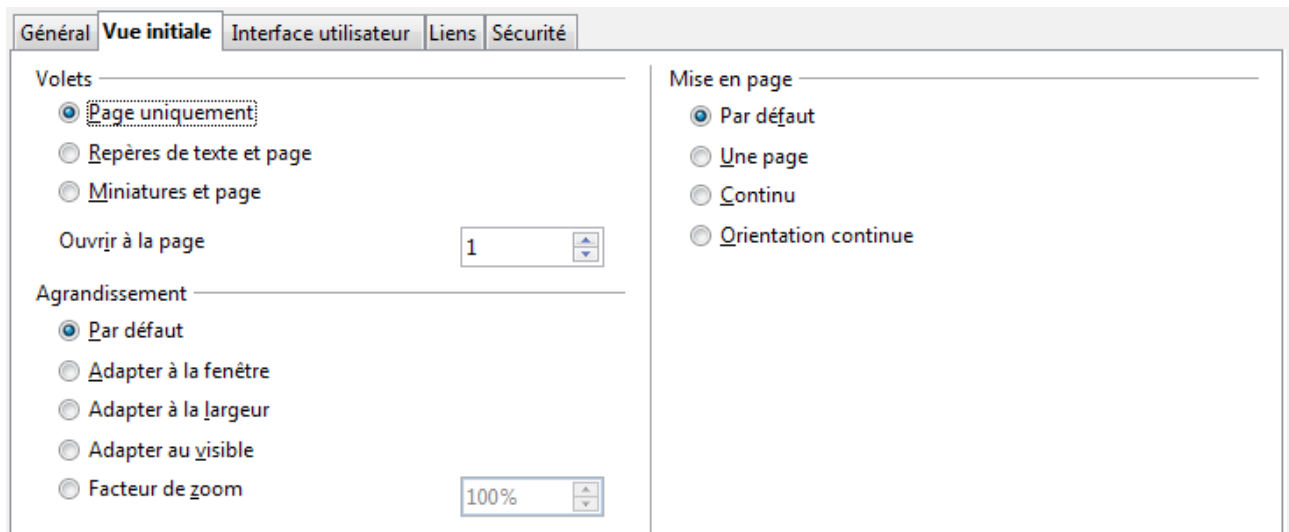 Général Vue initiale Interface utilisateur Liens Sécurité
Volets
Page uniquement
Repères de texte et page
Miniatures et page
Ouvrir à la page 1
Agrandissement
Par défaut
Adapter à la fenêtre
Adapter à la largeur
Adapter au visible
Facteur de zoom 100%
Mise en page
Par défaut
Une page
Continu
Orientation continue